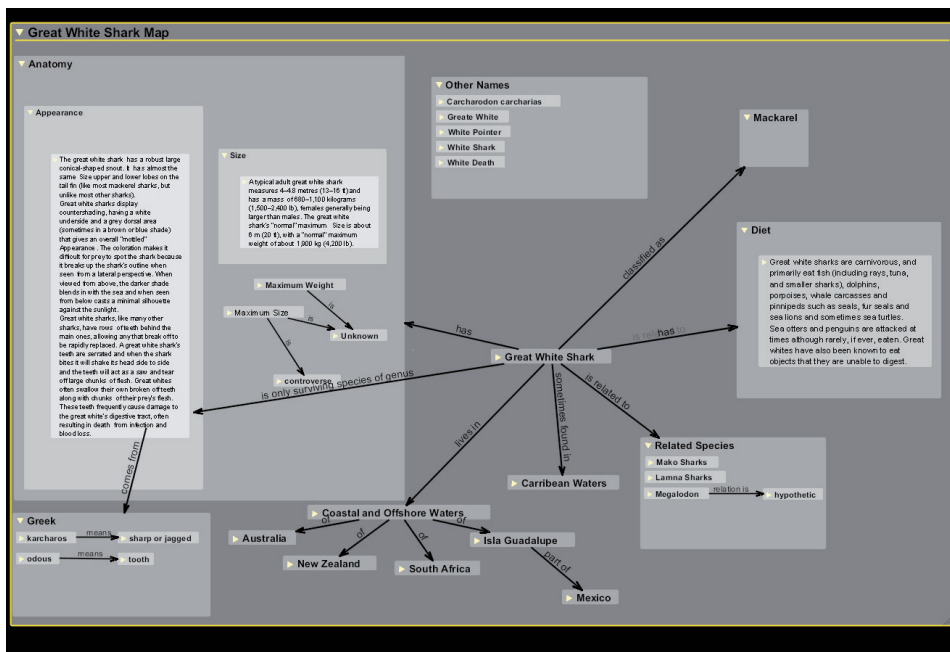 Great White Shark Map
Anatomy
Appearance
The great white shark has a robust large
conical-shaped snout. It has almost the
same Size upper and lower lobes on the
tail fin (like most mackerel sharks, but
unlike most other sharks).
Great white sharks display
countershading, having a white
underside and a grey dorsal area
(sometimes in a brown or blue shade)
that gives an overall "mottled"
Appearance. The coloration makes it
difficult for prey to spot the shark because
it breaks up the shark's outline when
seen from a lateral perspective. When
viewed from above, the darker shade
blends in with the sea and when seen
from below casts a minimal silhouette
against the sunlight.
Great white sharks, like many other
sharks, have rows of teeth behind the
main ones, allowing any that break off to
be rapidly replaced. A great white shark's
teeth are serrated and when the shark
bites it will shake its head side to side
and the teeth will act as a saw and tear
off large chunks of flesh. Great whites
often swallow their own broken off teeth
along with chunks of their prey's flesh.
These teeth frequently cause damage to
the great white's digestive tract, often
resulting in death from infection and
blood loss.
Size
A typical adult great white shark
measures 4–4.8 metres (13–16 ft) and
has a mass of 680–1,100 kilograms
(1,500–2,400 lb), females generally being
larger than males. The great white
shark's "normal" maximum Size is about
6 m (20 ft), with a "normal" maximum
weight of about 1,900 kg (4,200 lb).
Maximum Weight
is
Maximum Size
is
Unknown
is
controverse
Other Names
Carcharodon carcharias
Greate White
White Pointer
White Shark
White Death
Mackarel
classified as
Diet
Great white sharks are carnivorous, and
primarily eat fish (including rays, tuna,
and smaller sharks), dolphins,
porpoises, whale carcasses and
pinnipeds such as seals, fur seals and
sea lions and sometimes sea turtles.
Sea otters and penguins are attacked at
times although rarely, if ever, eaten. Great
whites have also been known to eat
objects that they are unable to digest.
has
has
Great White Shark
is only surviving species of genus
lives in
sometimes found in
is related to
comes from
Related Species
Mako Sharks
Lamna Sharks
Megalodon
relation is
hypothetic
Carribean Waters
Greek
karcharos
means
sharp or jagged
odous
means
tooth
Coastal and Offshore Waters
of
of
of
of
Australia
New Zealand
South Africa
Isla Guadalupe
part of
Mexico